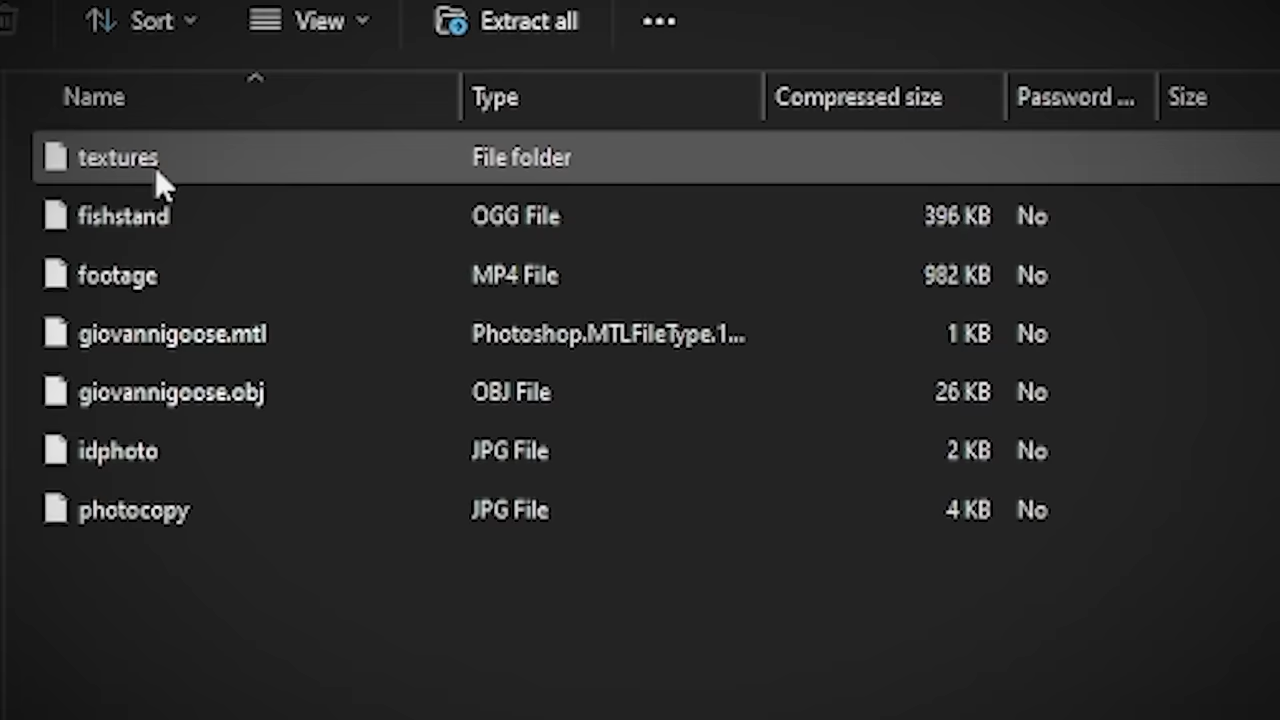 Sort View Extract all •••
Name Type Compressed size Password ... Size
textures File folder
fishstand OGG File 396 KB No
footage MP4 File 982 KB No
giovannigoose.mtl Photoshop.MTLFileType.1... 1 KB No
giovannigoose.obj OBJ File 26 KB No
idphoto JPG File 2 KB No
photocopy JPG File 4 KB No